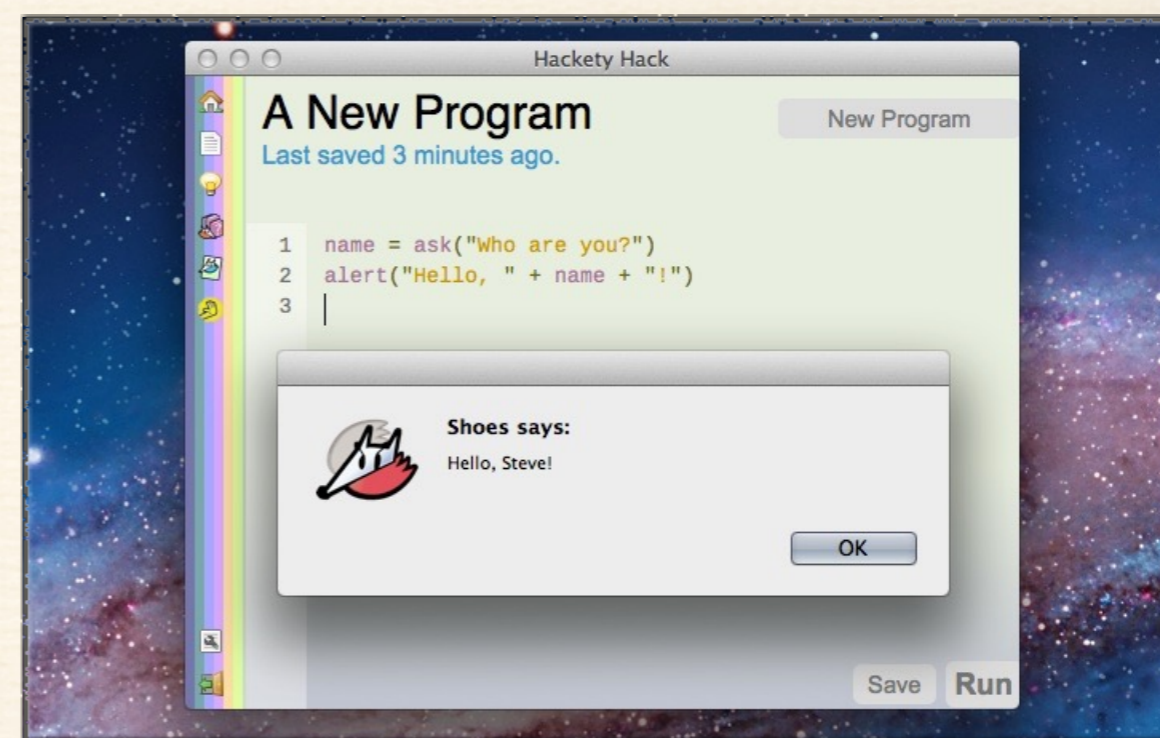 Hackety Hack
A New Program
New Program
Last saved 3 minutes ago.
1 name = ask("Who are you?")
2 alert("Hello, " + name + "!")
3
Shoes says:
Hello, Steve!
OK
Save Run